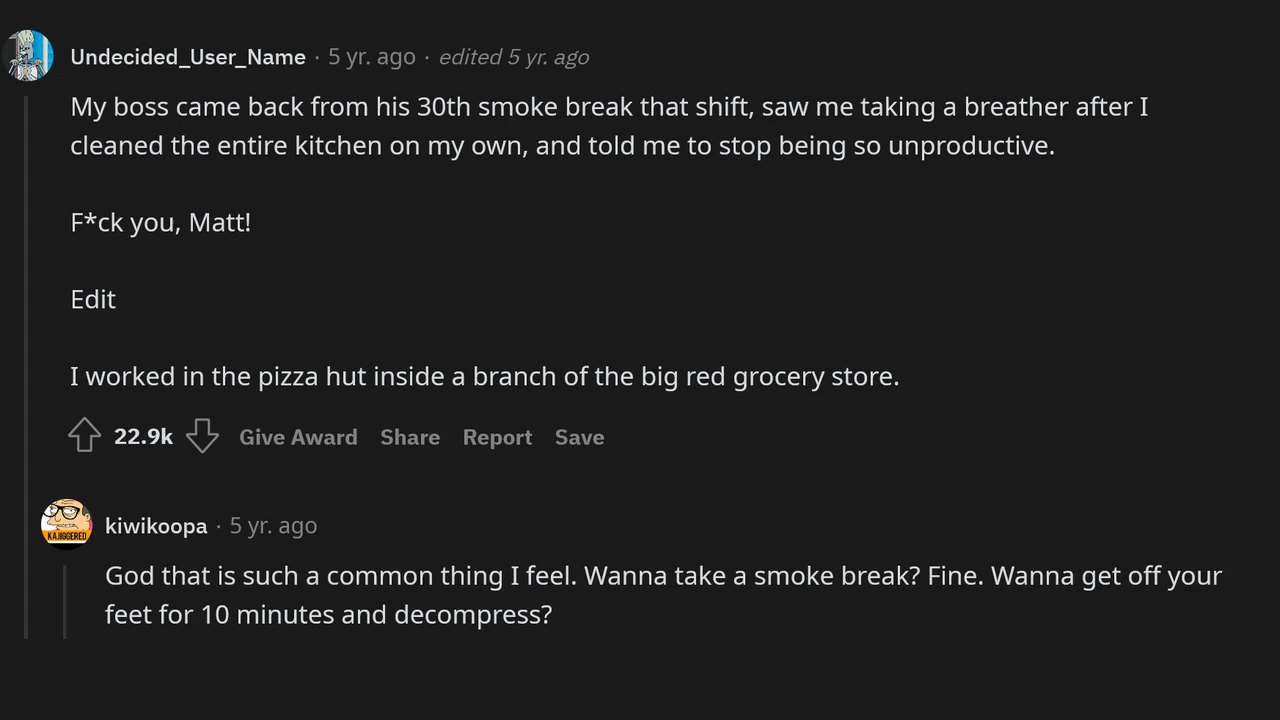 Undecided_User_Name · 5 yr. ago · edited 5 yr. ago
My boss came back from his 30th smoke break that shift, saw me taking a breather after I
cleaned the entire kitchen on my own, and told me to stop being so unproductive.
F*ck you, Matt!
Edit
I worked in the pizza hut inside a branch of the big red grocery store.
22.9k Give Award Share Report Save
kiwikoopa · 5 yr. ago
KAJIGGERED
God that is such a common thing I feel. Wanna take a smoke break? Fine. Wanna get off your
feet for 10 minutes and decompress?